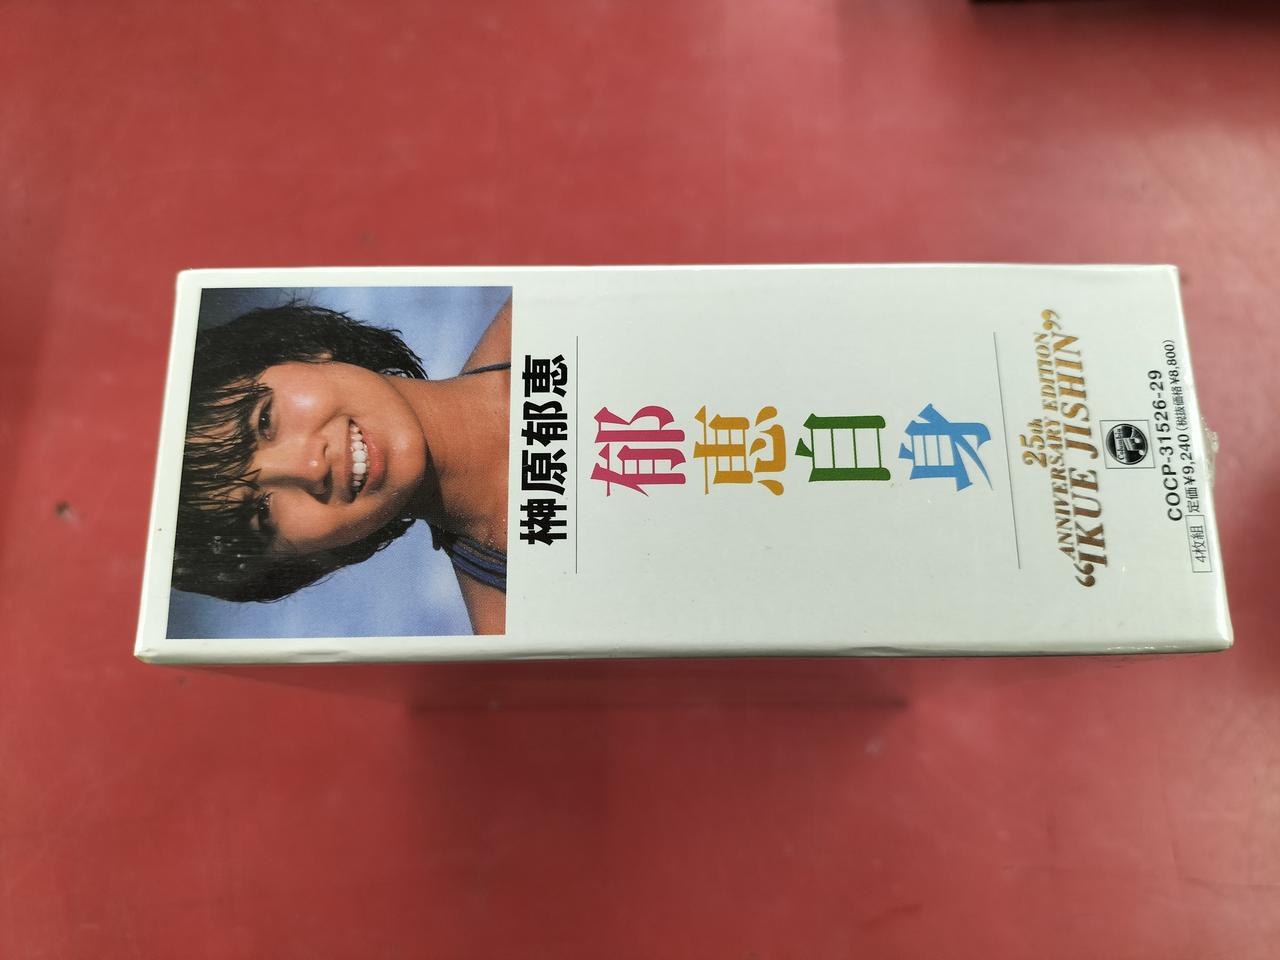 榊原郁恵
郁恵自身
25th
ANNIVERSARY EDITION
“IKUE JISHIN”
Columbia
COCP-31526-29
4枚組 定価¥9,240(税抜価格¥8,800)